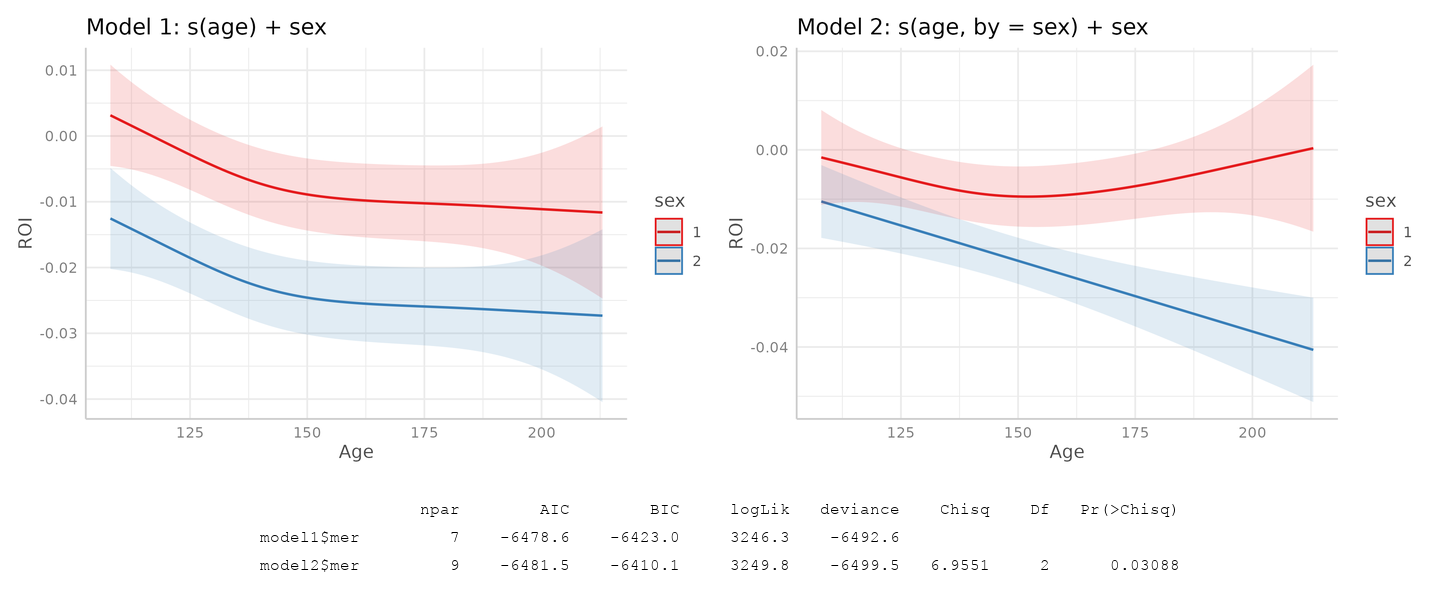 Model 1: s(age) + sex
0.01
0.00
-0.01
-0.02
-0.03
-0.04
ROI
125 150 175 200
Age
sex
1
2
Model 2: s(age, by = sex) + sex
0.02
0.00
-0.02
-0.04
ROI
125 150 175 200
Age
sex
1
2
npar AIC BIC logLik deviance Chisq Df Pr(>Chisq)
model1$mer 7 -6478.6 -6423.0 3246.3 -6492.6
model2$mer 9 -6481.5 -6410.1 3249.8 -6499.5 6.9551 2 0.03088